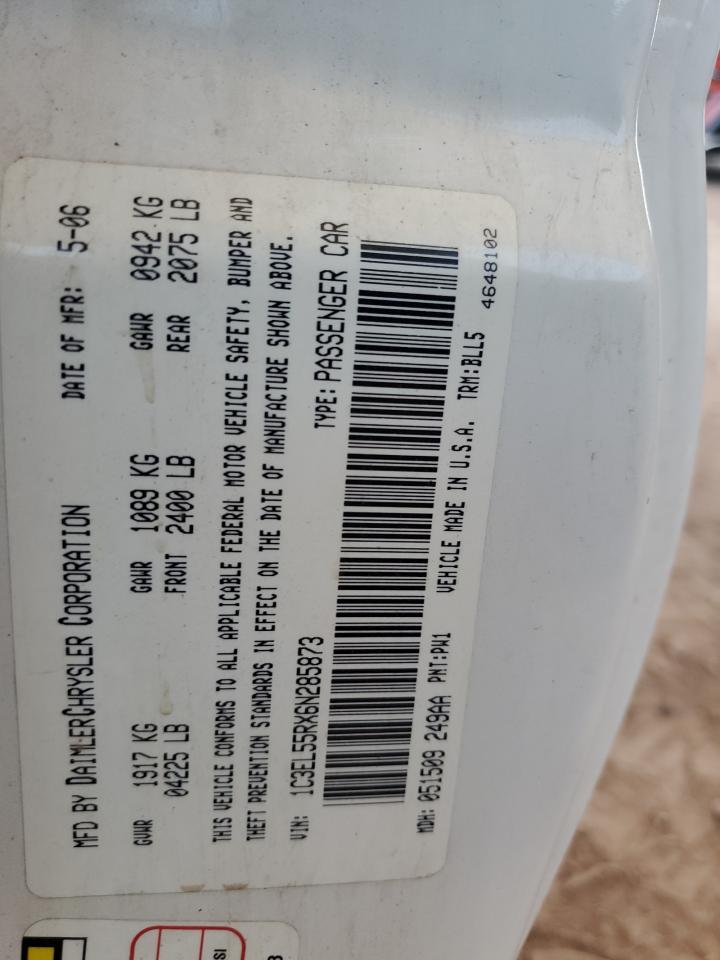 MFD BY DAIMLERCHRYSLER CORPORATION DATE OF MFR: 5-06
GVWR 1917 KG GAWR 1089 KG GAWR 0942 KG
04225 LB FRONT 2400 LB REAR 2075 LB
THIS VEHICLE CONFORMS TO ALL APPLICABLE FEDERAL MOTOR VEHICLE SAFETY, BUMPER AND
THEFT PREVENTION STANDARDS IN EFFECT ON THE DATE OF MANUFACTURE SHOWN ABOVE.
VIN: 1C3EL55RX6N285873 TYPE: PASSENGER CAR
MDH: 051509 249AA PNT:PW1 VEHICLE MADE IN U.S.A. TRM:BLL5
4648102